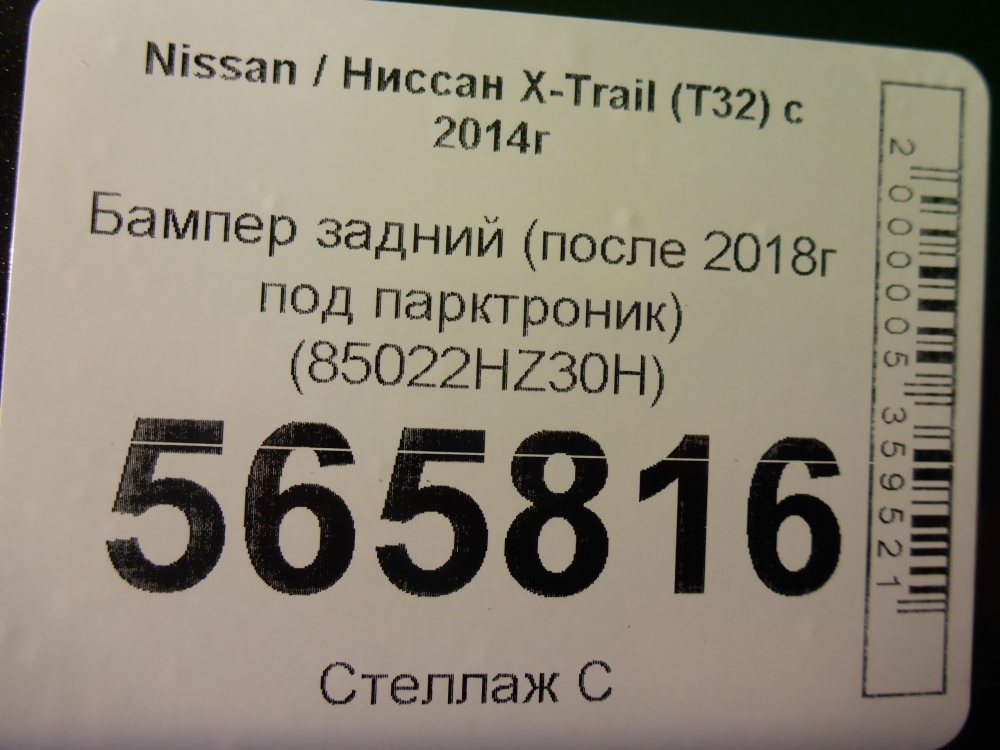 Nissan / Ниссан X-Trail (T32) с
2014г
Бампер задний (после 2018г
под парктроник)
(85022HZ30H)
565816
Стеллаж С
2000005359521